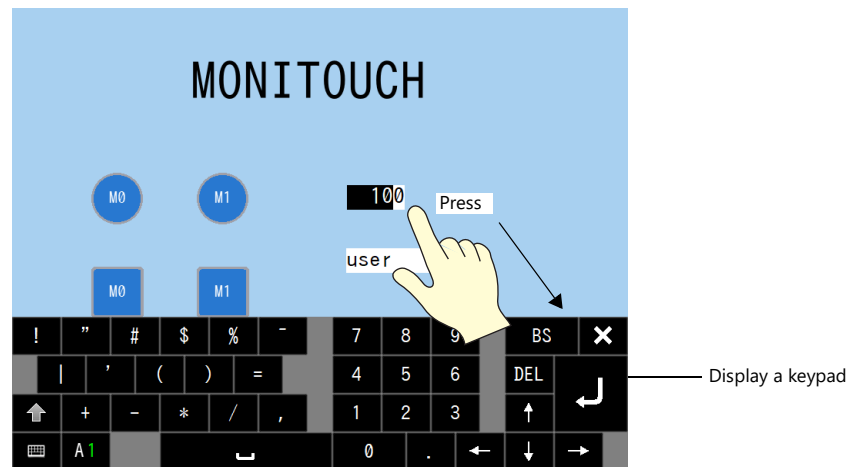 MONITOUCH
M0 M1 100 Press
user
M0 M1
! " # $ % ¯ 7 8 9 BS ×
| ' ( ) = 4 5 6 DEL Display a keypad
+ - * / , 1 2 3 ↑
A1 0 . ← ↓ →